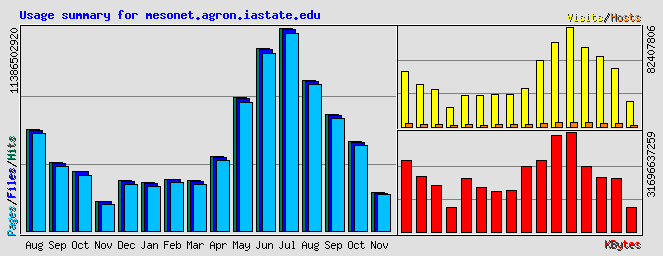 Usage summary for mesonet.agron.iastate.edu
Visits/Hosts
11386502920
82407806
Pages/Files/Hits
31696637259
Aug Sep Oct Nov Dec Jan Feb Mar Apr May Jun Jul Aug Sep Oct Nov
KBytes